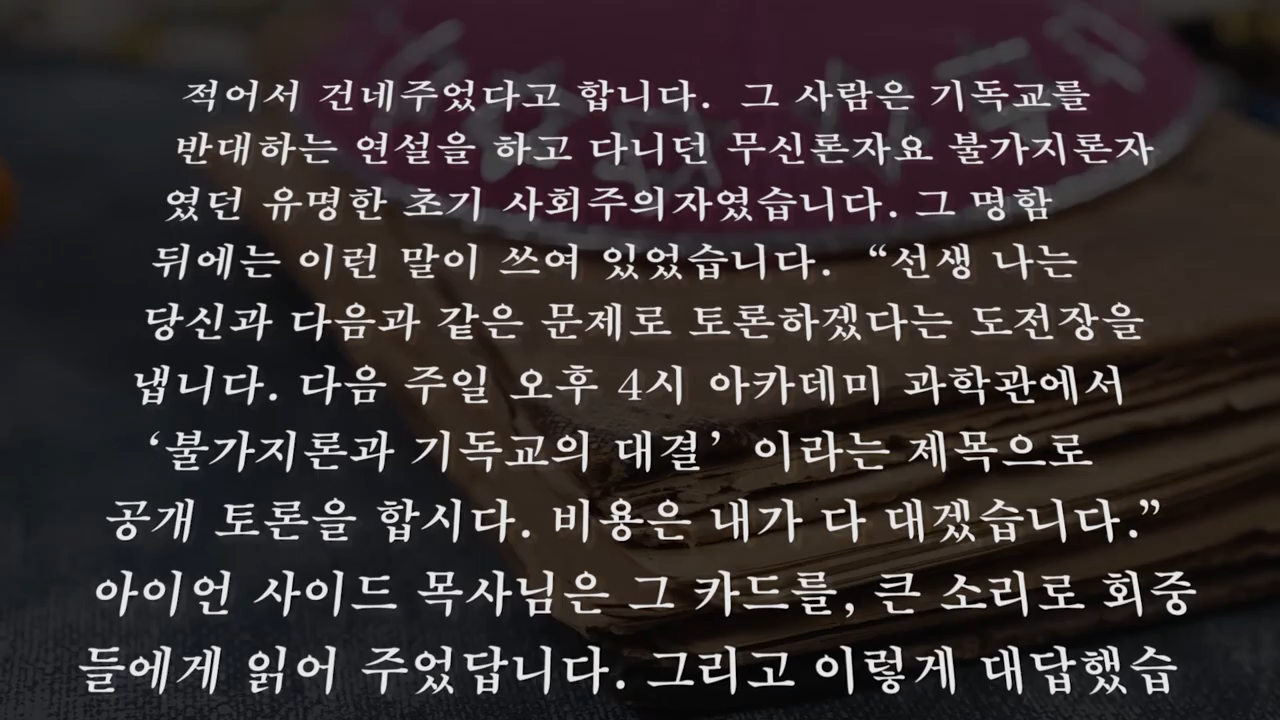 적어서 건네주었다고 합니다. 그 사람은 기독교를
반대하는 연설을 하고 다니던 무신론자요 불가지론자
였던 유명한 초기 사회주의자였습니다. 그 명함
뒤에는 이런 말이 쓰여 있었습니다. “선생 나는
당신과 다음과 같은 문제로 토론하겠다는 도전장을
냅니다. 다음 주일 오후 4시 아카데미 과학관에서
‘불가지론과 기독교의 대결’ 이라는 제목으로
공개 토론을 합시다. 비용은 내가 다 대겠습니다.”
아이언 사이드 목사님은 그 카드를, 큰 소리로 회중
들에게 읽어 주었답니다. 그리고 이렇게 대답했습